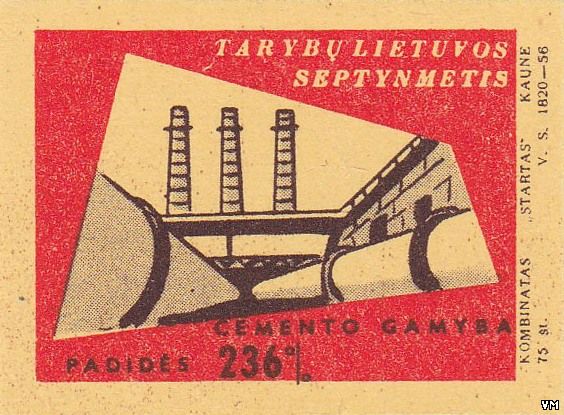 TARYBŲ LIETUVOS
SEPTYNMETIS
CEMENTO GAMYBA
PADIDĖS 236%
"KOMBINATAS „STARTAS" KAUNE
75 št. V. S. 1820—56
VM